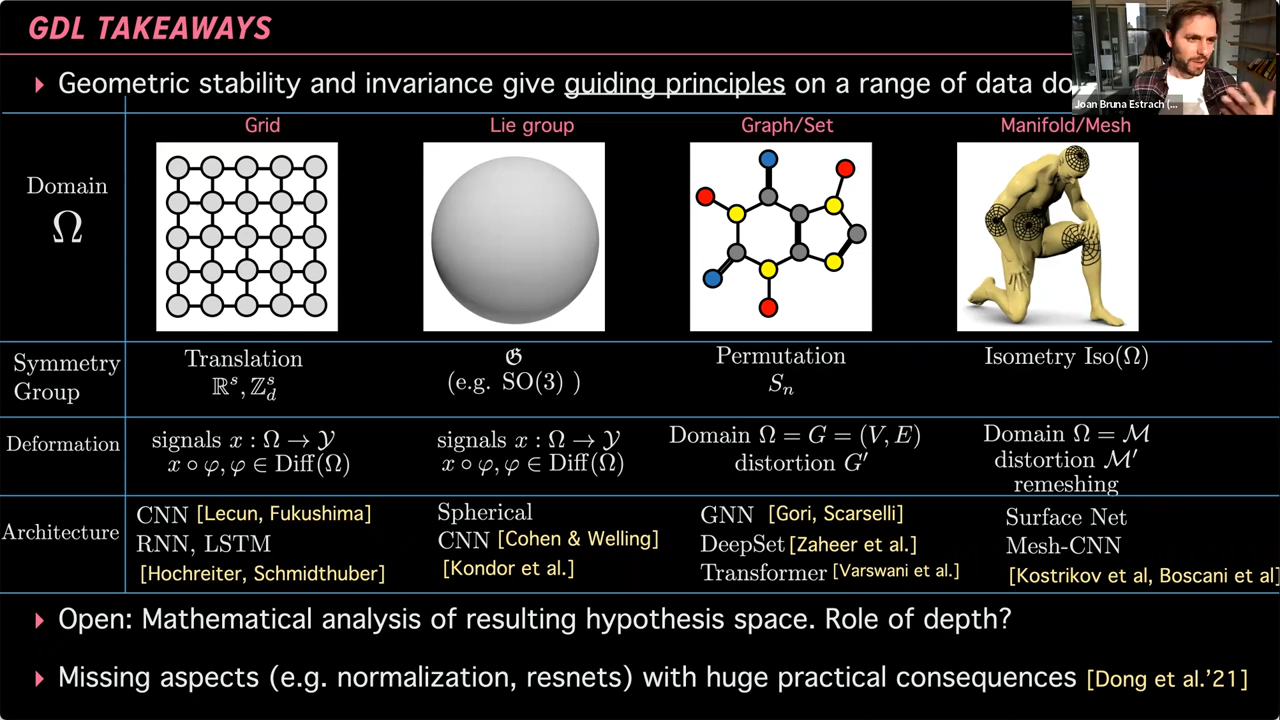 GDL TAKEAWAYS
Geometric stability and invariance give guiding principles on a range of data do
Joan Bruna Estrach (...
Grid Lie group Graph/Set Manifold/Mesh
Domain
Ω
Symmetry Group
Translation
ℝˢ, ℤ_dˢ
𝔊
(e.g. SO(3) )
Permutation
Sₙ
Isometry Iso(Ω)
Deformation
signals x : Ω → 𝒴
x ∘ φ, φ ∈ Diff(Ω)
signals x : Ω → 𝒴
x ∘ φ, φ ∈ Diff(Ω)
Domain Ω = G = (V, E)
distortion G′
Domain Ω = ℳ
distortion ℳ′
remeshing
Architecture
CNN [Lecun, Fukushima]
RNN, LSTM
[Hochreiter, Schmidthuber]
Spherical
CNN [Cohen & Welling]
[Kondor et al.]
GNN [Gori, Scarselli]
DeepSet [Zaheer et al.]
Transformer [Varswani et al.]
Surface Net
Mesh-CNN
[Kostrikov et al, Boscani et al]
Open: Mathematical analysis of resulting hypothesis space. Role of depth?
Missing aspects (e.g. normalization, resnets) with huge practical consequences [Dong et al.'21]